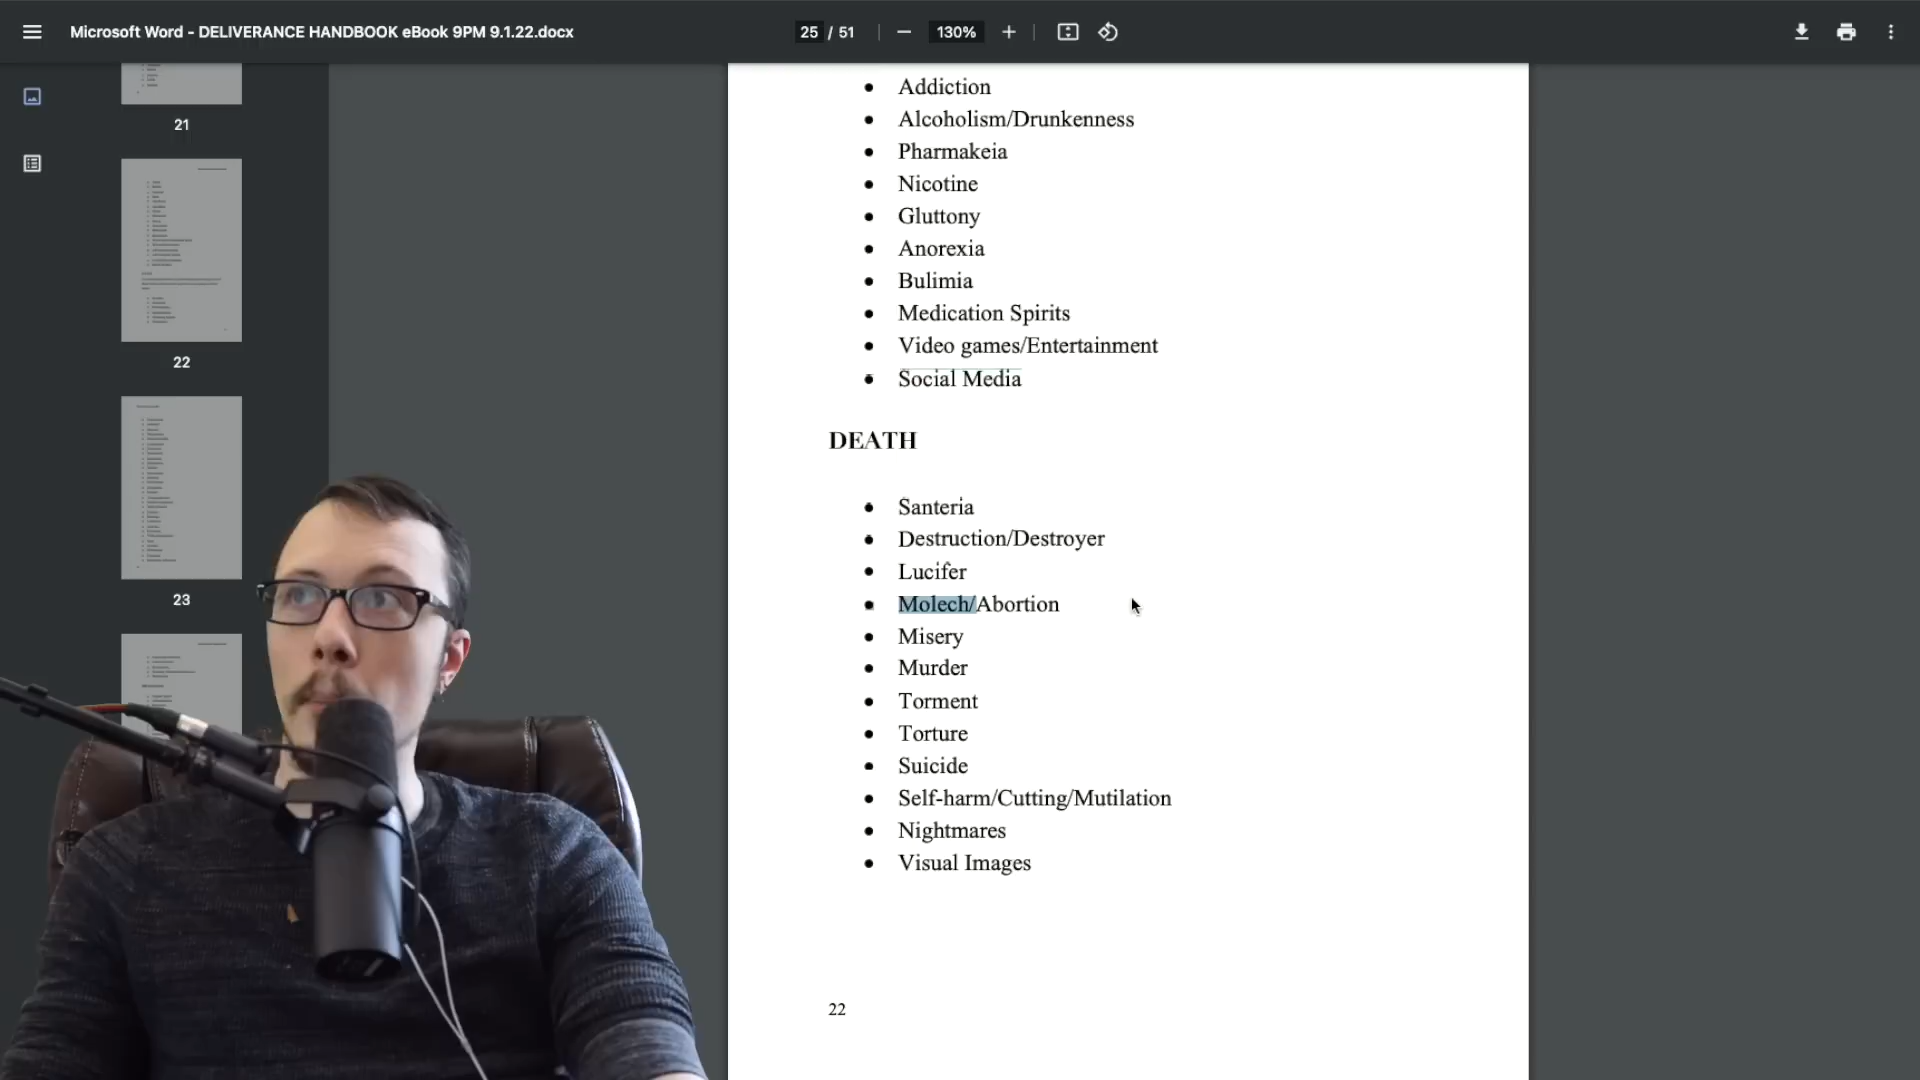 Microsoft Word - DELIVERANCE HANDBOOK eBook 9PM 9.1.22.docx
25 / 51
130%
21
22
23
• Addiction
• Alcoholism/Drunkenness
• Pharmakeia
• Nicotine
• Gluttony
• Anorexia
• Bulimia
• Medication Spirits
• Video games/Entertainment
• Social Media
DEATH
• Santeria
• Destruction/Destroyer
• Lucifer
• Molech/Abortion
• Misery
• Murder
• Torment
• Torture
• Suicide
• Self-harm/Cutting/Mutilation
• Nightmares
• Visual Images
22